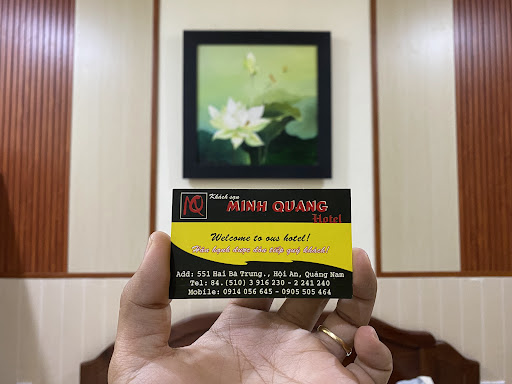 MQ
Khách sạn
MINH QUANG
Hotel
Welcome to ous hotel!
Hân hạnh được đón tiếp quý khách!
Add: 551 Hai Bà Trưng., Hội An, Quảng Nam
Tel: 84.(510) 3 916 230 - 2 241 240
Mobile: 0914 056 645 - 0905 505 464